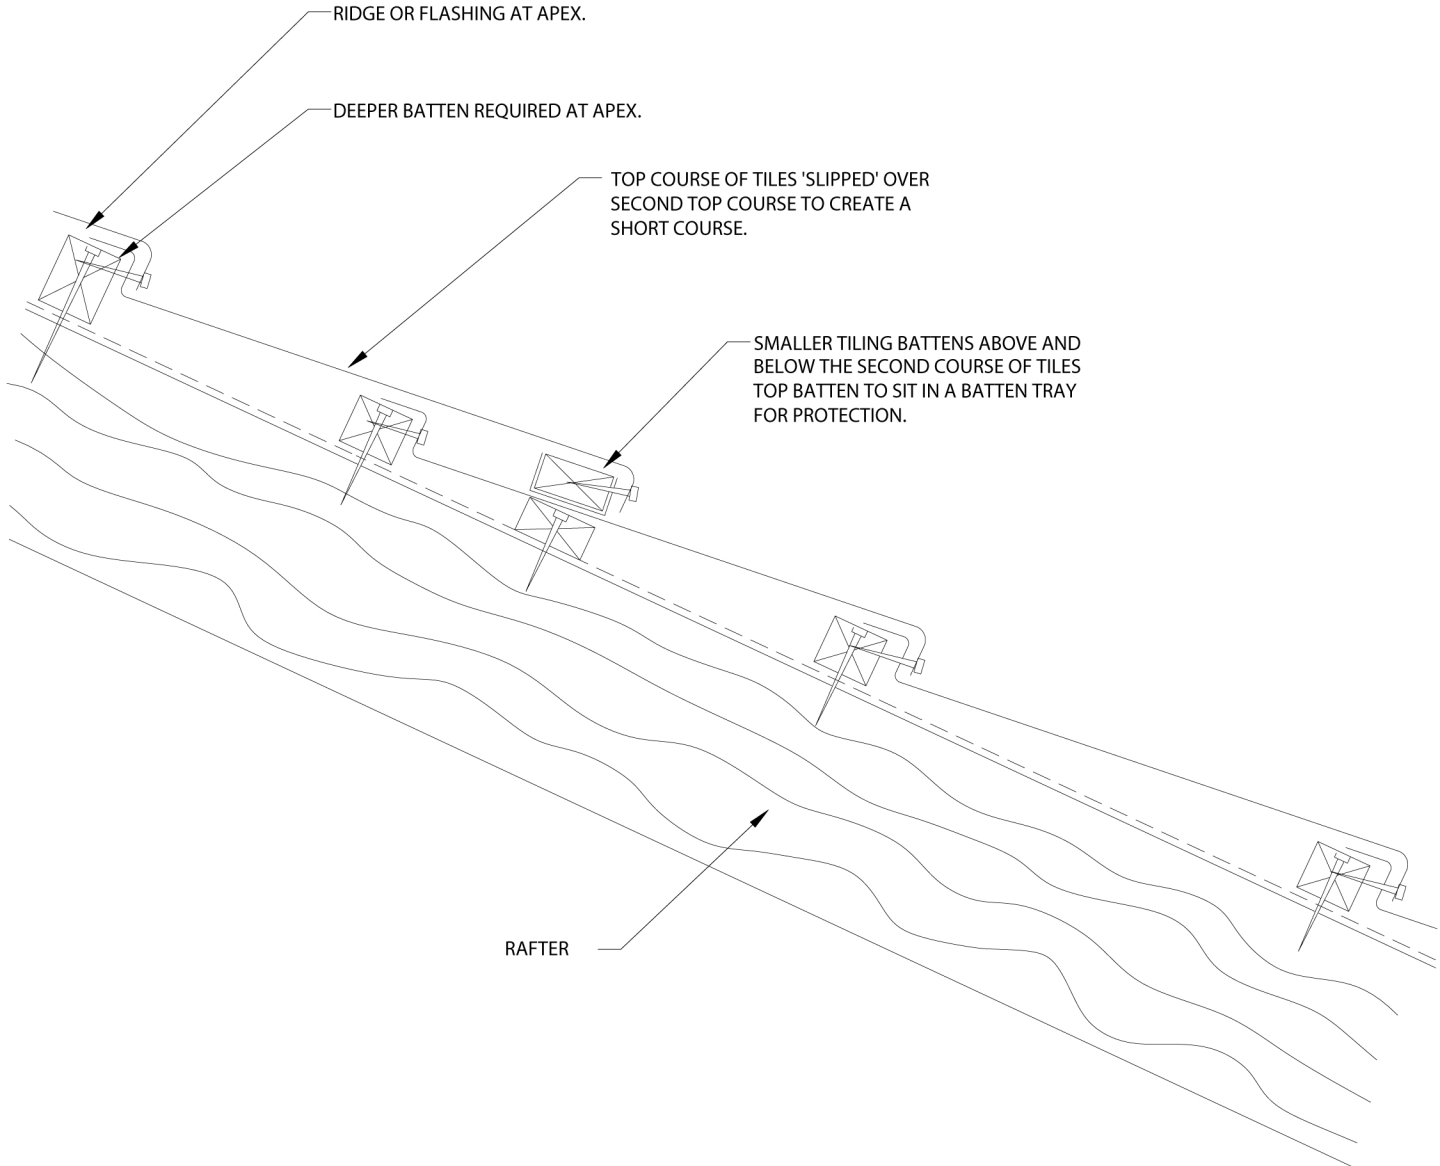 RIDGE OR FLASHING AT APEX.
DEEPER BATTEN REQUIRED AT APEX.
TOP COURSE OF TILES 'SLIPPED' OVER
SECOND TOP COURSE TO CREATE A
SHORT COURSE.
SMALLER TILING BATTENS ABOVE AND
BELOW THE SECOND COURSE OF TILES
TOP BATTEN TO SIT IN A BATTEN TRAY
FOR PROTECTION.
RAFTER